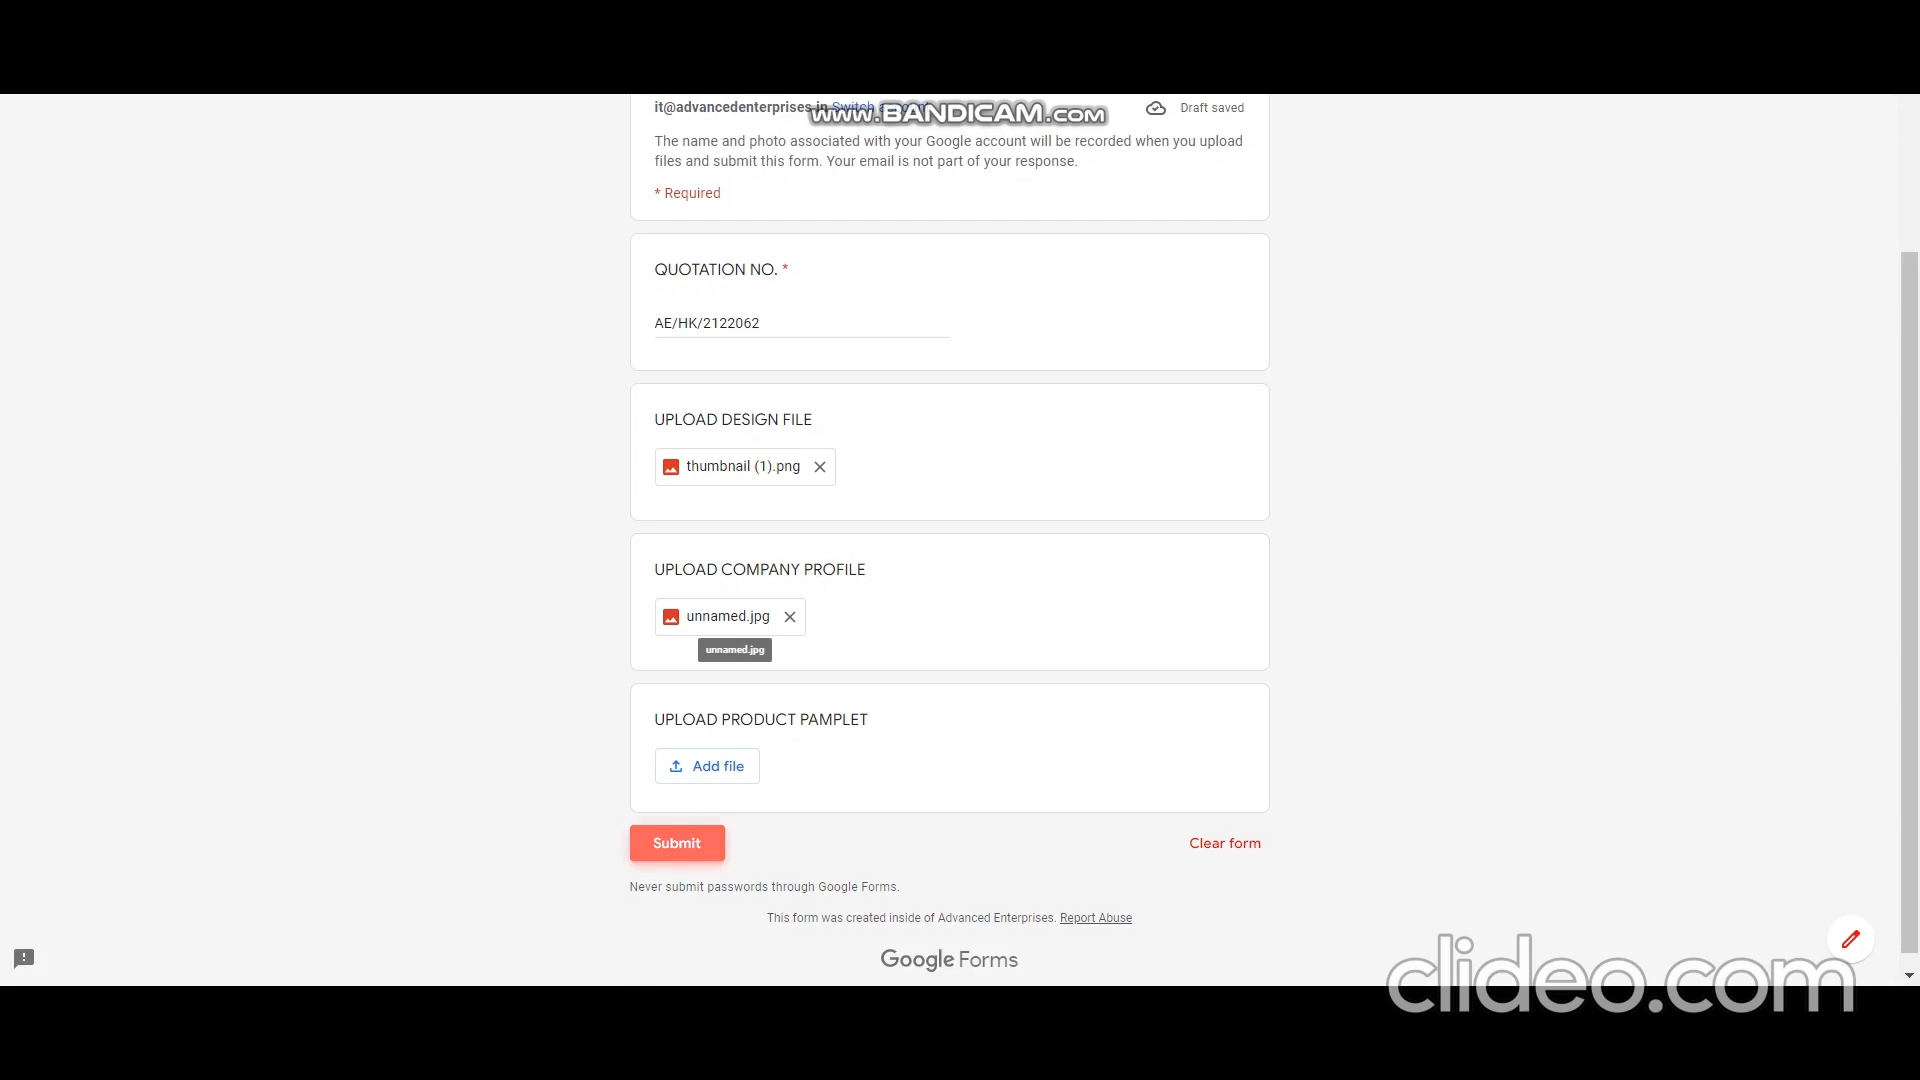 it@advancedenterprises.in Switch account
www.BANDICAM.com
Draft saved
The name and photo associated with your Google account will be recorded when you upload
files and submit this form. Your email is not part of your response.
* Required
QUOTATION NO. *
AE/HK/2122062
UPLOAD DESIGN FILE
thumbnail (1).png
UPLOAD COMPANY PROFILE
unnamed.jpg
unnamed.jpg
UPLOAD PRODUCT PAMPLET
Add file
Submit
Clear form
Never submit passwords through Google Forms.
This form was created inside of Advanced Enterprises. Report Abuse
Google Forms
clideo.com